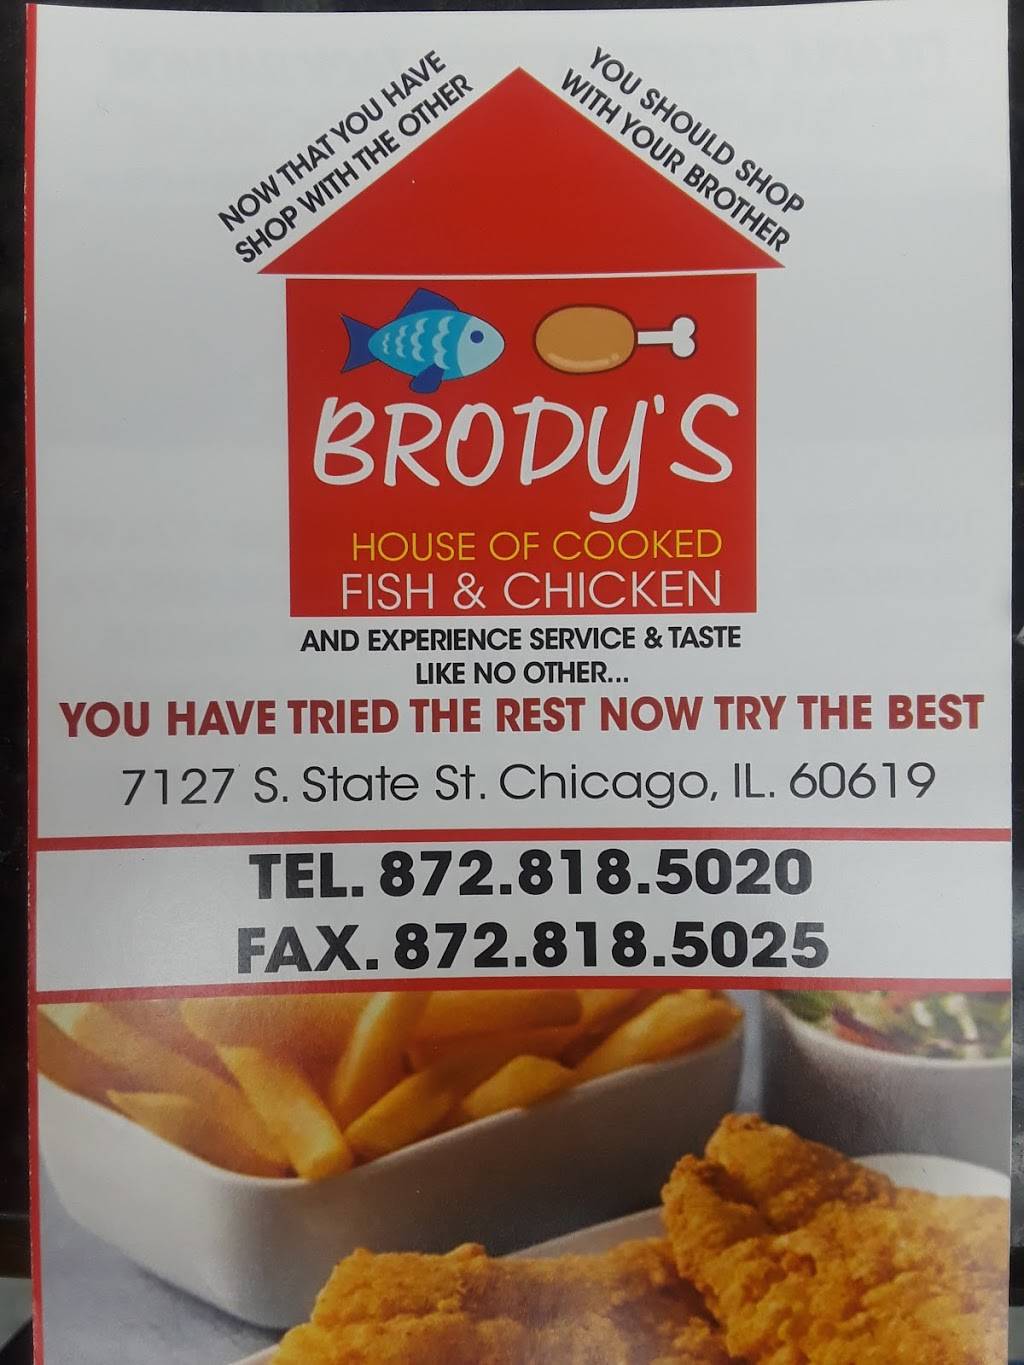 NOW THAT YOU HAVE
SHOP WITH THE OTHER
YOU SHOULD SHOP
WITH YOUR BROTHER
BRODY'S
HOUSE OF COOKED
FISH & CHICKEN
AND EXPERIENCE SERVICE & TASTE
LIKE NO OTHER...
YOU HAVE TRIED THE REST NOW TRY THE BEST
7127 S. State St. Chicago, IL. 60619
TEL. 872.818.5020
FAX. 872.818.5025